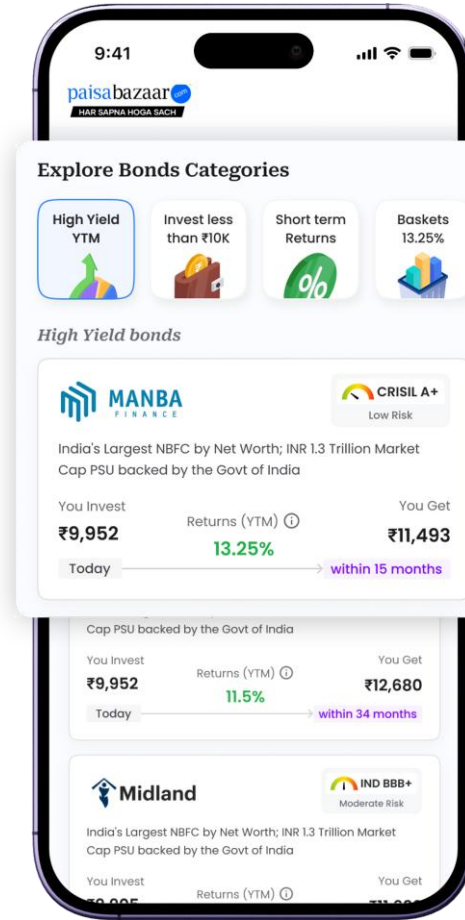 9:41
paisabazaar.com
HAR SAPNA HOGA SACH
Explore Bonds Categories
High Yield YTM
Invest less than ₹10K
Short term Returns
Baskets 13.25%
%
High Yield bonds
MANBA
FINANCE
CRISIL A+
Low Risk
India's Largest NBFC by Net Worth; INR 1.3 Trillion Market
Cap PSU backed by the Govt of India
You Invest Returns (YTM) You Get
₹9,952 13.25% ₹11,493
Today within 15 months
Cap PSU backed by the Govt of India
You Invest Returns (YTM) You Get
₹9,952 11.5% ₹12,680
Today within 34 months
Midland
IND BBB+
Moderate Risk
India's Largest NBFC by Net Worth; INR 1.3 Trillion Market
Cap PSU backed by the Govt of India
You Invest Returns (YTM) You Get